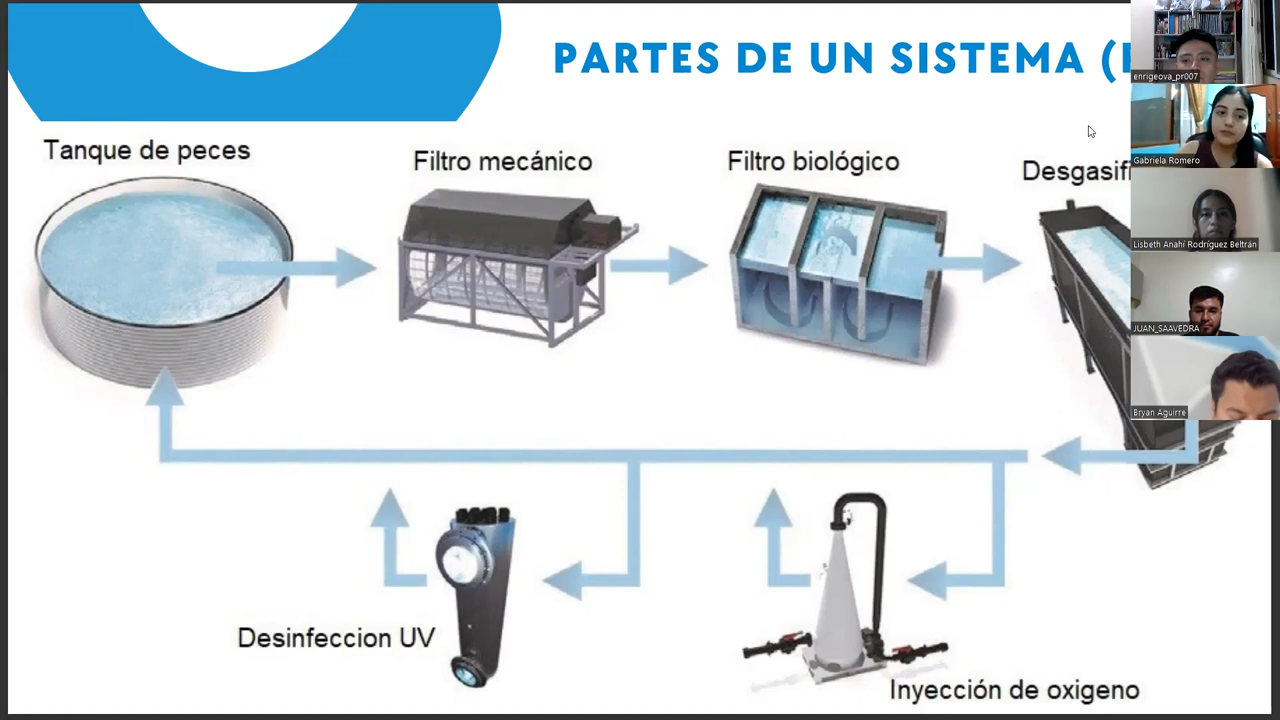 PARTES DE UN SISTEMA (
Tanque de peces
Filtro mecánico
Filtro biológico
Desgasifi
Desinfeccion UV
Inyección de oxigeno
enrigeova_pr007
Gabriela Romero
Lisbeth Anahí Rodríguez Beltrán
JUAN_SAAVEDRA
Bryan Aguirre